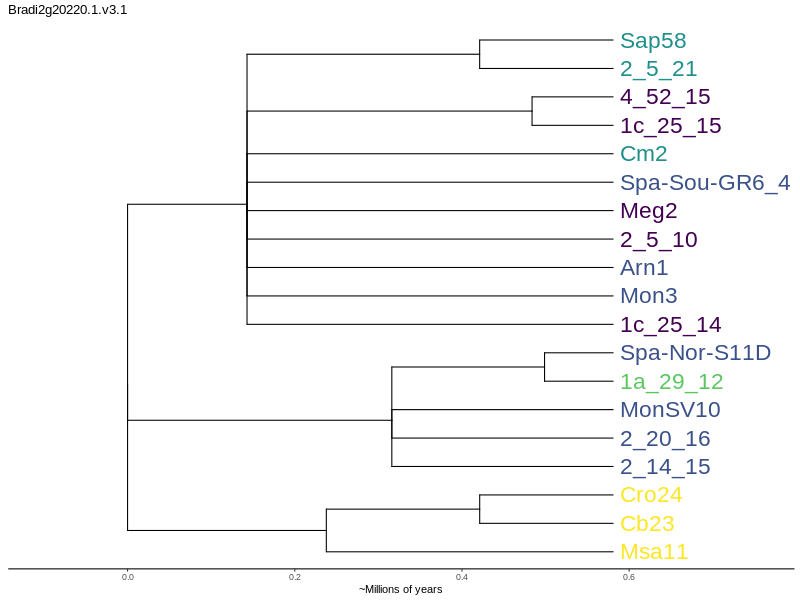 Bradi2g20220.1.v3.1
Sap58
2_5_21
4_52_15
1c_25_15
Cm2
Spa-Sou-GR6_4
Meg2
2_5_10
Arn1
Mon3
1c_25_14
Spa-Nor-S11D
1a_29_12
MonSV10
2_20_16
2_14_15
Cro24
Cb23
Msa11
0.0 0.2 0.4 0.6
~Millions of years